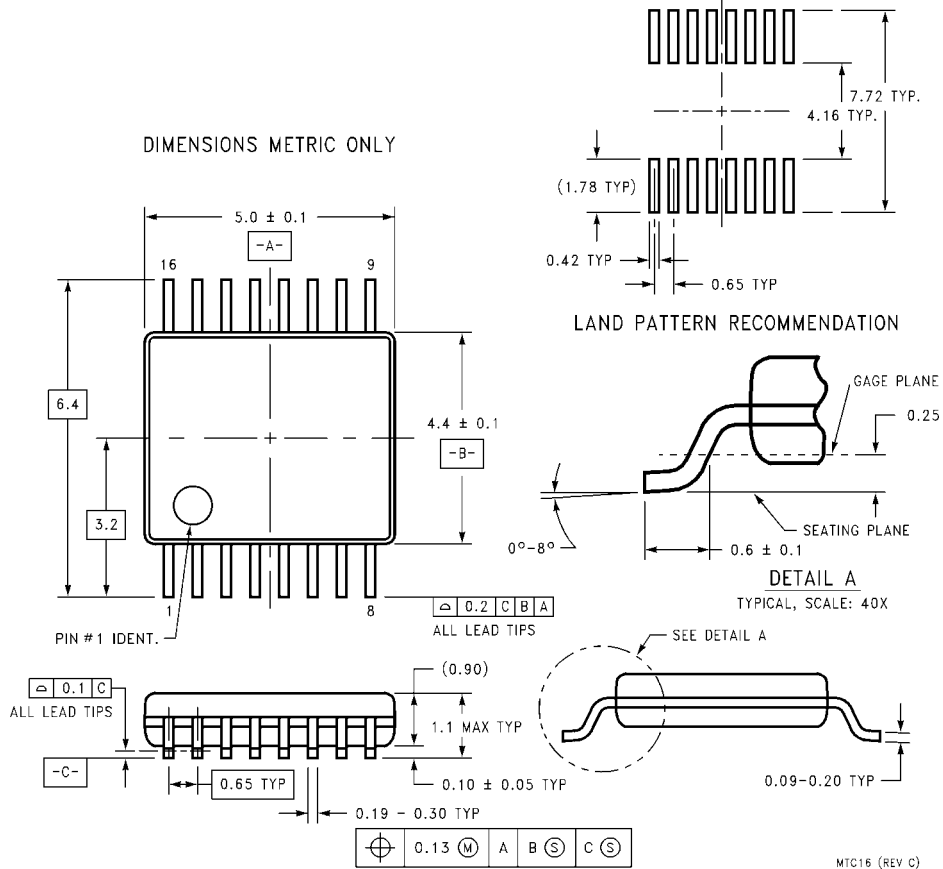 7.72 TYP.
4.16 TYP.
DIMENSIONS METRIC ONLY
(1.78 TYP)
5.0 ± 0.1
-A-
0.42 TYP
0.65 TYP
16
9
LAND PATTERN RECOMMENDATION
GAGE PLANE
0.25
6.4
4.4 ± 0.1
-B-
3.2
SEATING PLANE
0°-8°
0.6 ± 0.1
DETAIL A
TYPICAL, SCALE: 40X
1
8
⌓ 0.2 C B A
ALL LEAD TIPS
PIN #1 IDENT.
SEE DETAIL A
(0.90)
⌓ 0.1 C
ALL LEAD TIPS
1.1 MAX TYP
-C-
0.65 TYP
0.10 ± 0.05 TYP
0.09-0.20 TYP
0.19 - 0.30 TYP
⌖ 0.13 Ⓜ A B Ⓢ C Ⓢ
MTC16 (REV C)